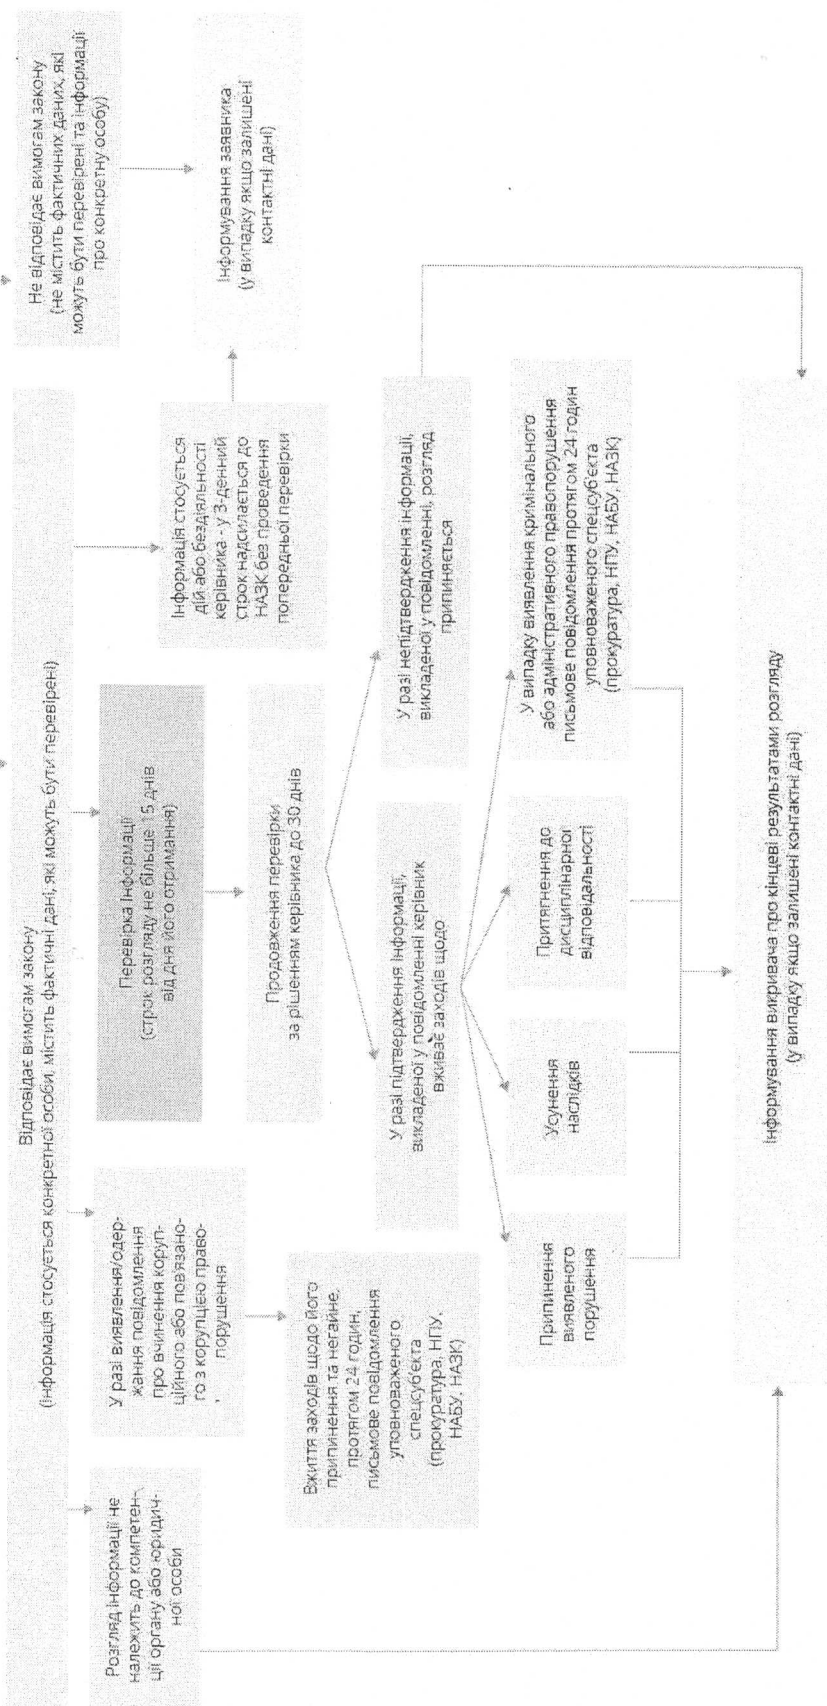 Відповідає вимогам закону
(інформація стосується конкретної особи, містить фактичні дані, які можуть бути перевірені)
Не відповідає вимогам закону
(не містить фактичних даних, які
можуть бути перевірені та інформації
про конкретну особу)
Розгляд інформації не
належить до компетен-
ції органу або юридич-
ної особи
У разі виявлення/одер-
жання повідомлення
про вчинення коруп-
ційного або пов'язано-
го з корупцією право-
порушення
Перевірка інформації
(строк розгляду не більше 15 днів
від дня його отримання)
Інформація стосується
дій або бездіяльності
керівника - у 3-денний
строк надсилається до
НАЗК без проведення
попередньої перевірки
Інформування заявника
(у випадку якщо залишені
контактні дані)
Вжиття заходів щодо його
припинення та негайне,
протягом 24 годин,
письмове повідомлення
уповноваженого
спецсуб'єкта
(прокуратура, НПУ,
НАБУ, НАЗК)
Продовження перевірки
за рішенням керівника до 30 днів
У разі підтвердження інформації,
викладеної у повідомленні керівник
вживає заходів щодо
У разі непідтвердження інформації,
викладеної у повідомленні, розгляд
припиняється
Припинення
виявленого
порушення
Усунення
наслідків
Притягнення до
дисциплінарної
відповідальності
У випадку виявлення кримінального
або адміністративного правопорушення
письмове повідомлення протягом 24 годин
уповноваженого спецсуб'єкта
(прокуратура, НПУ, НАБУ, НАЗК)
Інформування викривача про кінцеві результатами розгляду
(у випадку якщо залишені контактні дані)